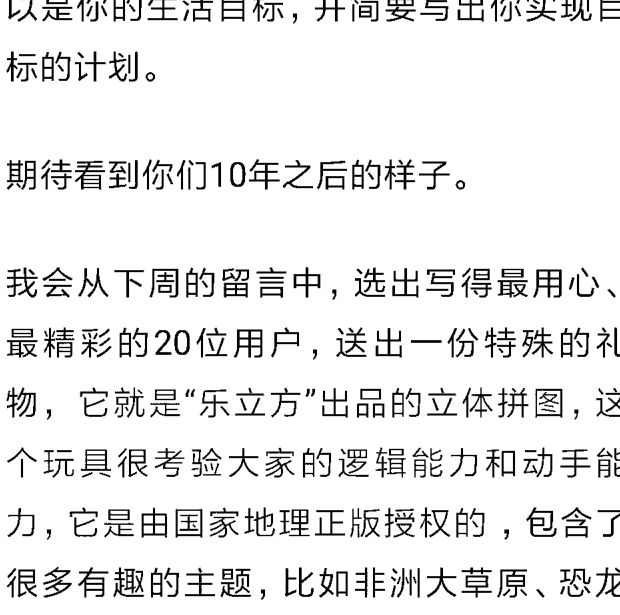 以是你的生活目标，并简要写出你实现目
标的计划。
期待看到你们10年之后的样子。
我会从下周的留言中，选出写得最用心、
最精彩的20位用户，送出一份特殊的礼
物，它就是“乐立方”出品的立体拼图，这
个玩具很考验大家的逻辑能力和动手能
力，它是由国家地理正版授权的，包含了
很多有趣的主题，比如非洲大草原、恐龙